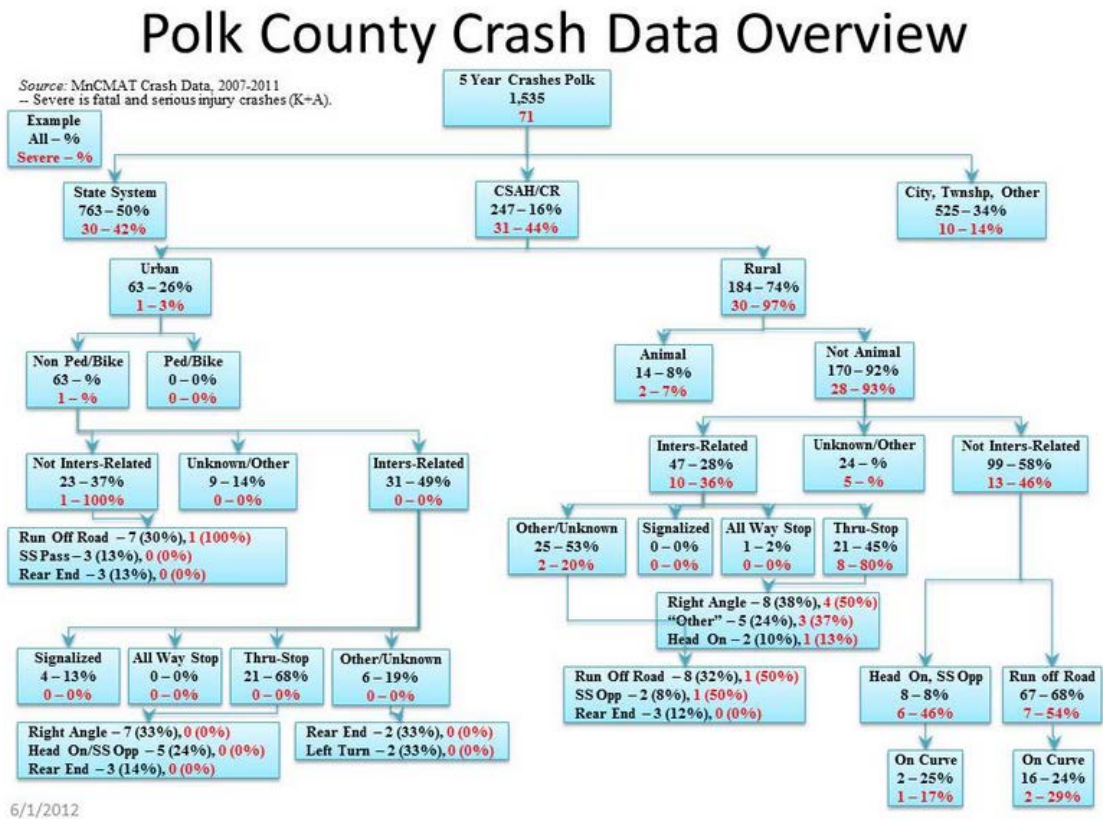 Polk County Crash Data Overview
Source: MnCMAT Crash Data, 2007-2011
-- Severe is fatal and serious injury crashes (K+A).
Example
All – %
Severe – %
5 Year Crashes Polk
1,535
71
State System
763 – 50%
30 – 42%
CSAH/CR
247 – 16%
31 – 44%
City, Twnshp, Other
525 – 34%
10 – 14%
Urban
63 – 26%
1 – 3%
Rural
184 – 74%
30 – 97%
Non Ped/Bike
63 – %
1 – %
Ped/Bike
0 – 0%
0 – 0%
Animal
14 – 8%
2 – 7%
Not Animal
170 – 92%
28 – 93%
Not Inters-Related
23 – 37%
1 – 100%
Unknown/Other
9 – 14%
0 – 0%
Inters-Related
31 – 49%
0 – 0%
Inters-Related
47 – 28%
10 – 36%
Unknown/Other
24 – %
5 – %
Not Inters-Related
99 – 58%
13 – 46%
Run Off Road – 7 (30%), 1 (100%)
SS Pass – 3 (13%), 0 (0%)
Rear End – 3 (13%), 0 (0%)
Other/Unknown
25 – 53%
2 – 20%
Signalized
0 – 0%
0 – 0%
All Way Stop
1 – 2%
0 – 0%
Thru-Stop
21 – 45%
8 – 80%
Right Angle – 8 (38%), 4 (50%)
“Other” – 5 (24%), 3 (37%)
Head On – 2 (10%), 1 (13%)
Signalized
4 – 13%
0 – 0%
All Way Stop
0 – 0%
0 – 0%
Thru-Stop
21 – 68%
0 – 0%
Other/Unknown
6 – 19%
0 – 0%
Run Off Road – 8 (32%), 1 (50%)
SS Opp – 2 (8%), 1 (50%)
Rear End – 3 (12%), 0 (0%)
Head On, SS Opp
8 – 8%
6 – 46%
Run off Road
67 – 68%
7 – 54%
Right Angle – 7 (33%), 0 (0%)
Head On/SS Opp – 5 (24%), 0 (0%)
Rear End – 3 (14%), 0 (0%)
Rear End – 2 (33%), 0 (0%)
Left Turn – 2 (33%), 0 (0%)
On Curve
2 – 25%
1 – 17%
On Curve
16 – 24%
2 – 29%
6/1/2012